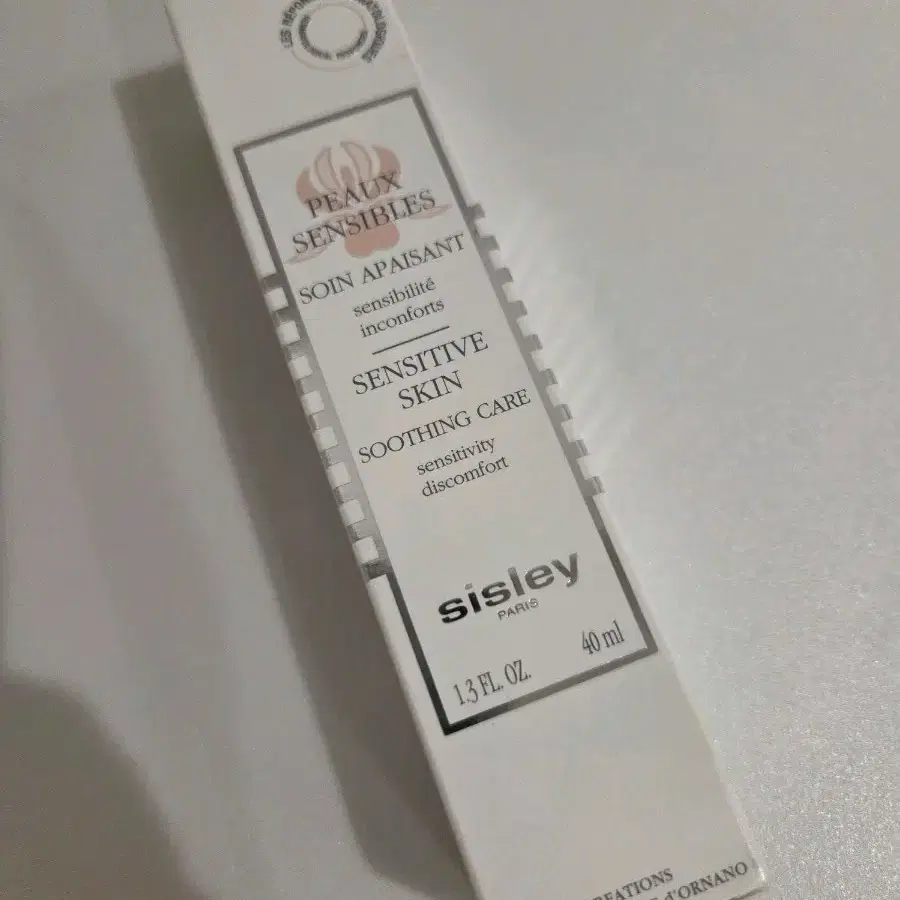 PEAUX
SENSIBLES
SOIN APAISANT
sensibilité
inconforts
SENSITIVE
SKIN
SOOTHING CARE
sensitivity
discomfort
sisley
PARIS
1.3 FL. OZ. 40 ml
d'ORNANO